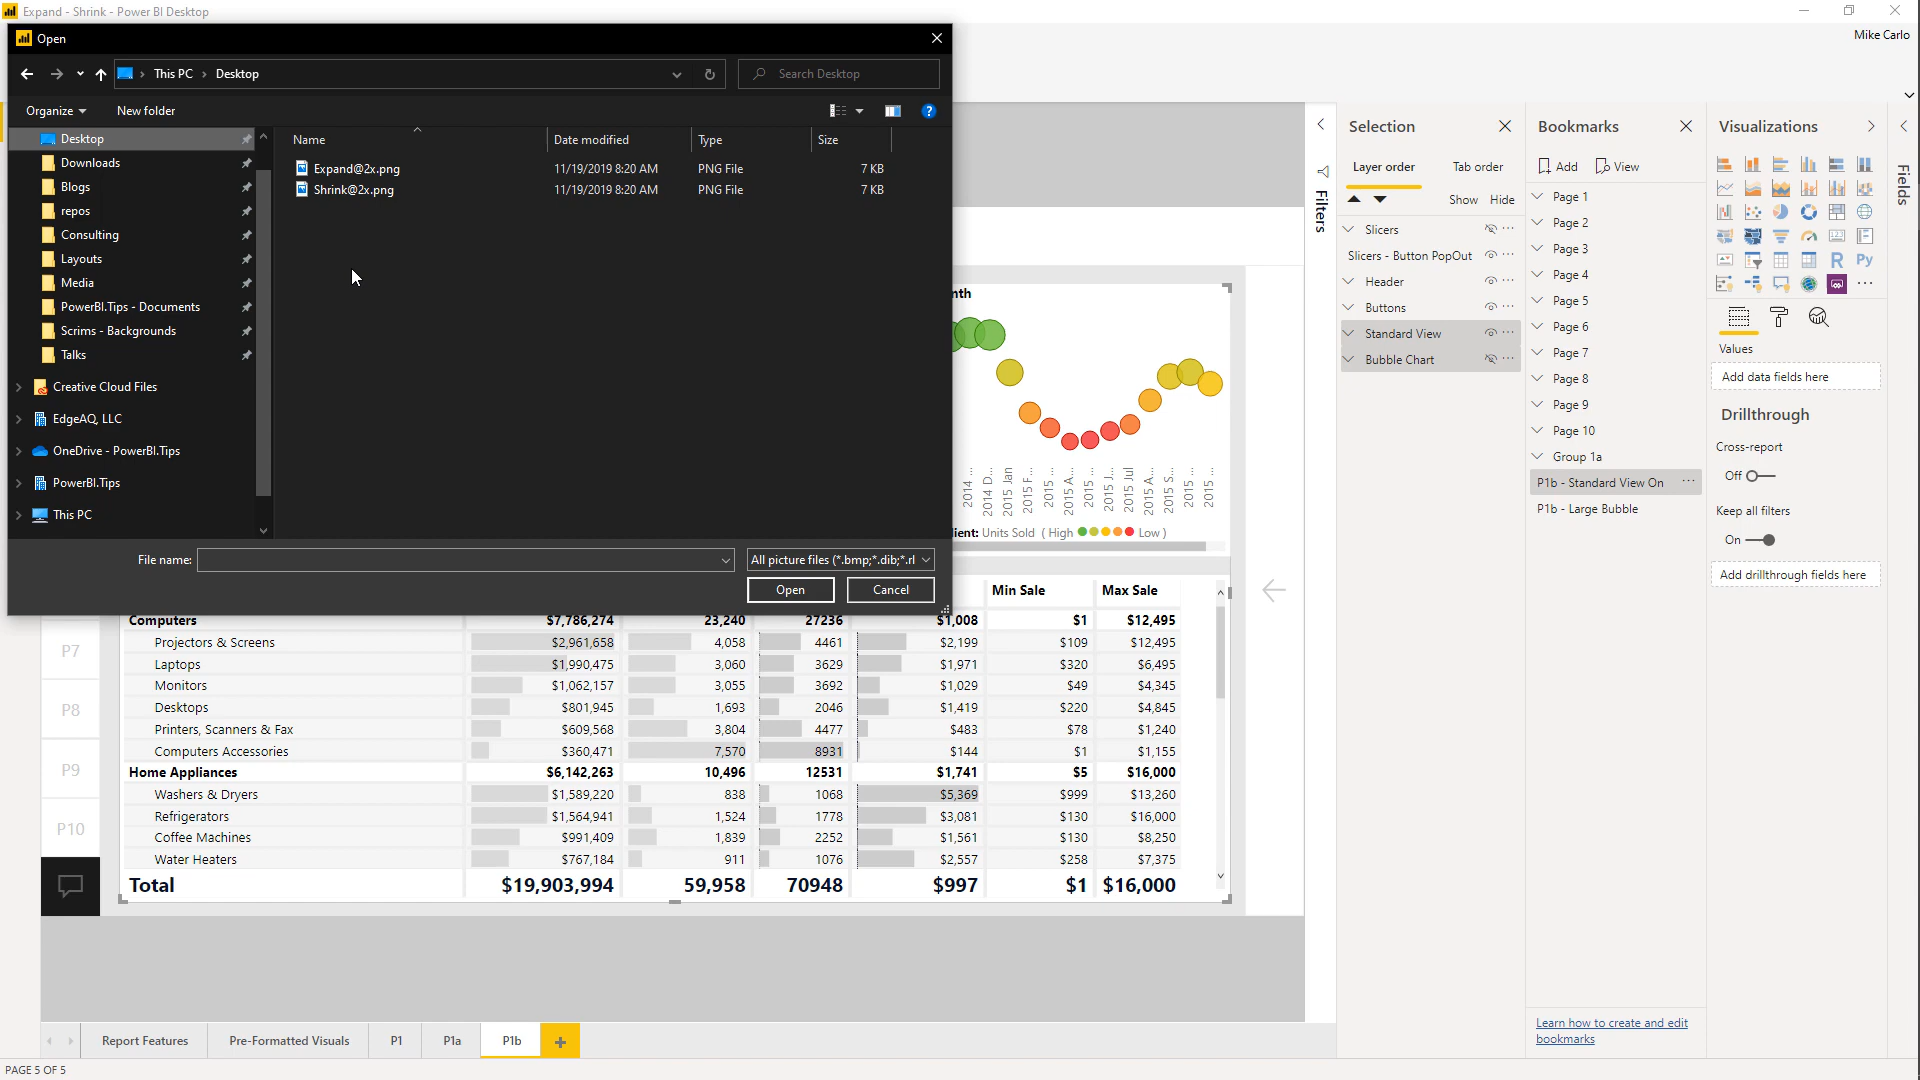 Expand - Shrink - Power BI Desktop
Mike Carlo
Open
This PC Desktop
Search Desktop
Organize New folder
Name Date modified Type Size
Expand@2x.png 11/19/2019 8:20 AM PNG File 7 KB
Shrink@2x.png 11/19/2019 8:20 AM PNG File 7 KB
Desktop
Downloads
Blogs
repos
Consulting
Layouts
Media
PowerBI.Tips - Documents
Scrims - Backgrounds
Talks
Creative Cloud Files
EdgeAQ, LLC
OneDrive - PowerBI.Tips
PowerBI.Tips
This PC
File name: All picture files (*.bmp;*.dib;*.rl
Open Cancel
nth
2014 ...
2014 D...
2015 Jan
2015 F...
2015 ...
2015 A...
2015 ...
2015 J...
2015 Jul
2015 A...
2015 S...
2015 ...
2015 ...
ient: Units Sold ( High Low )
Min Sale Max Sale
Computers $7,786,274 23,240 27236 $1,008 $1 $12,495
Projectors & Screens $2,961,658 4,058 4461 $2,199 $109 $12,495
Laptops $1,990,475 3,060 3629 $1,971 $320 $6,495
Monitors $1,062,157 3,055 3692 $1,029 $49 $4,345
Desktops $801,945 1,693 2046 $1,419 $220 $4,845
Printers, Scanners & Fax $609,568 3,804 4477 $483 $78 $1,240
Computers Accessories $360,471 7,570 8931 $144 $1 $1,155
Home Appliances $6,142,263 10,496 12531 $1,741 $5 $16,000
Washers & Dryers $1,589,220 838 1068 $5,369 $999 $13,260
Refrigerators $1,564,941 1,524 1778 $3,081 $130 $16,000
Coffee Machines $991,409 1,839 2252 $1,561 $130 $8,250
Water Heaters $767,184 911 1076 $2,557 $258 $7,375
Total $19,903,994 59,958 70948 $997 $1 $16,000
P7
P8
P9
P10
Filters
Selection
Layer order Tab order
Show Hide
Slicers
Slicers - Button PopOut
Header
Buttons
Standard View
Bubble Chart
Bookmarks
Add View
Page 1
Page 2
Page 3
Page 4
Page 5
Page 6
Page 7
Page 8
Page 9
Page 10
Group 1a
P1b - Standard View On
P1b - Large Bubble
Learn how to create and edit
bookmarks
Visualizations
R Py
123
Values
Add data fields here
Drillthrough
Cross-report
Off
Keep all filters
On
Add drillthrough fields here
Fields
Report Features Pre-Formatted Visuals P1 P1a P1b
PAGE 5 OF 5